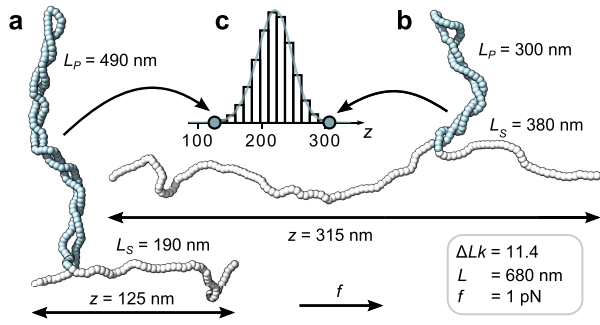 a
L_P = 490 nm
c
100 200 300 z
b
L_P = 300 nm
L_S = 380 nm
z = 315 nm
L_S = 190 nm
z = 125 nm
f
ΔLk = 11.4
L = 680 nm
f = 1 pN